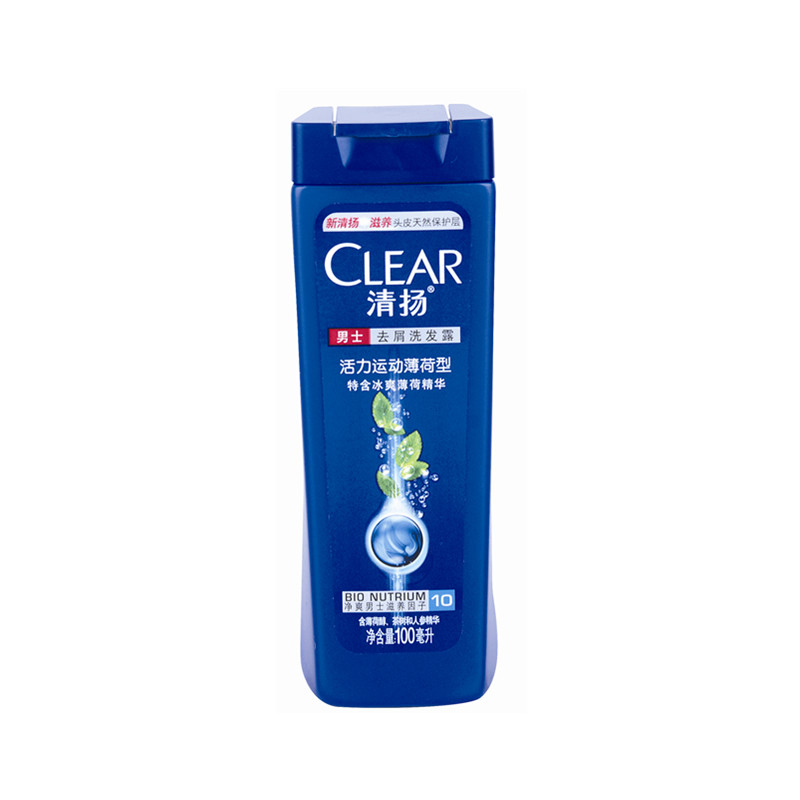 新清扬 滋养 头皮天然保护层
CLEAR
清扬®
男士 去屑洗发露
活力运动薄荷型
特含冰爽薄荷精华
BIO NUTRIUM 10
净爽男士滋养因子
含薄荷醇、茶树和人参精华
净含量:100毫升